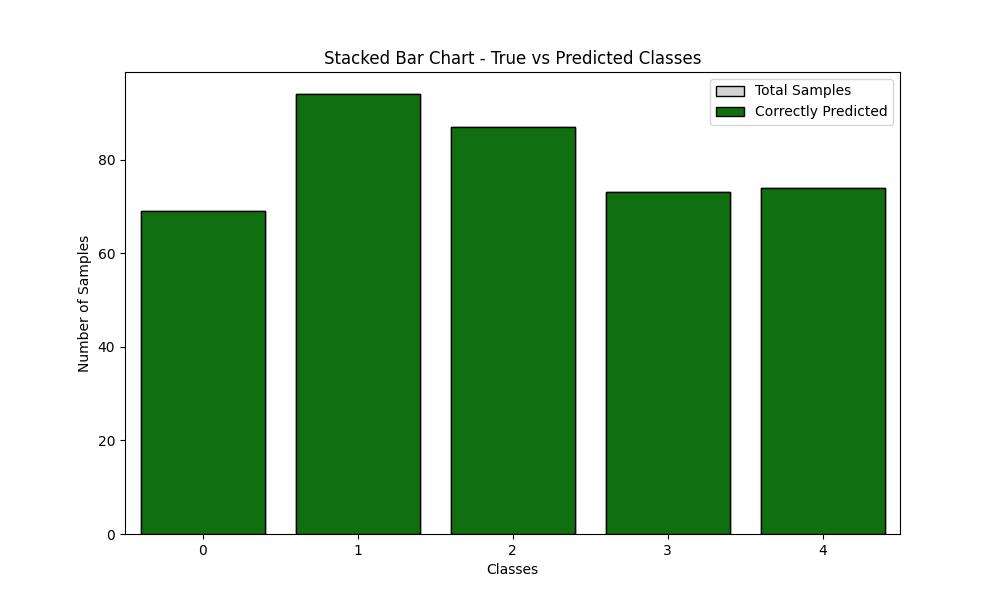 Stacked Bar Chart - True vs Predicted Classes
Total Samples
Correctly Predicted
80
60
40
20
0
Number of Samples
0 1 2 3 4
Classes